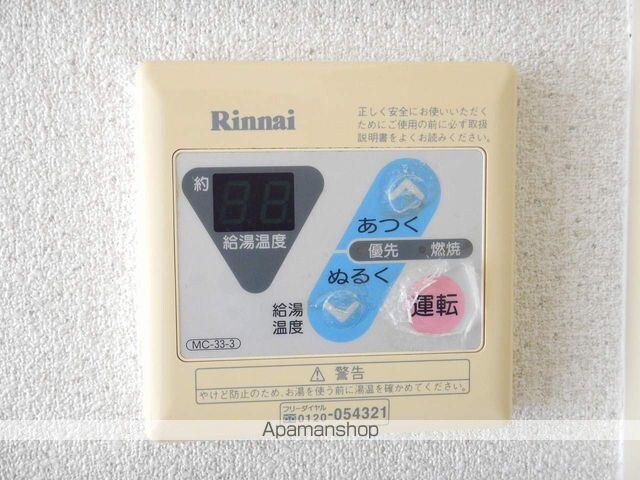 Rinnai
正しく安全にお使いいただく
ためにご使用の前に必ず取扱
説明書をよくお読みください。
約
給湯温度
あつく
優先 燃焼
ぬるく
給湯
温度
運転
MC-33-3
警告
やけど防止のため、お湯を使う前に湯温を確かめてください。
フリーダイヤル
0120-054321
Apamanshop